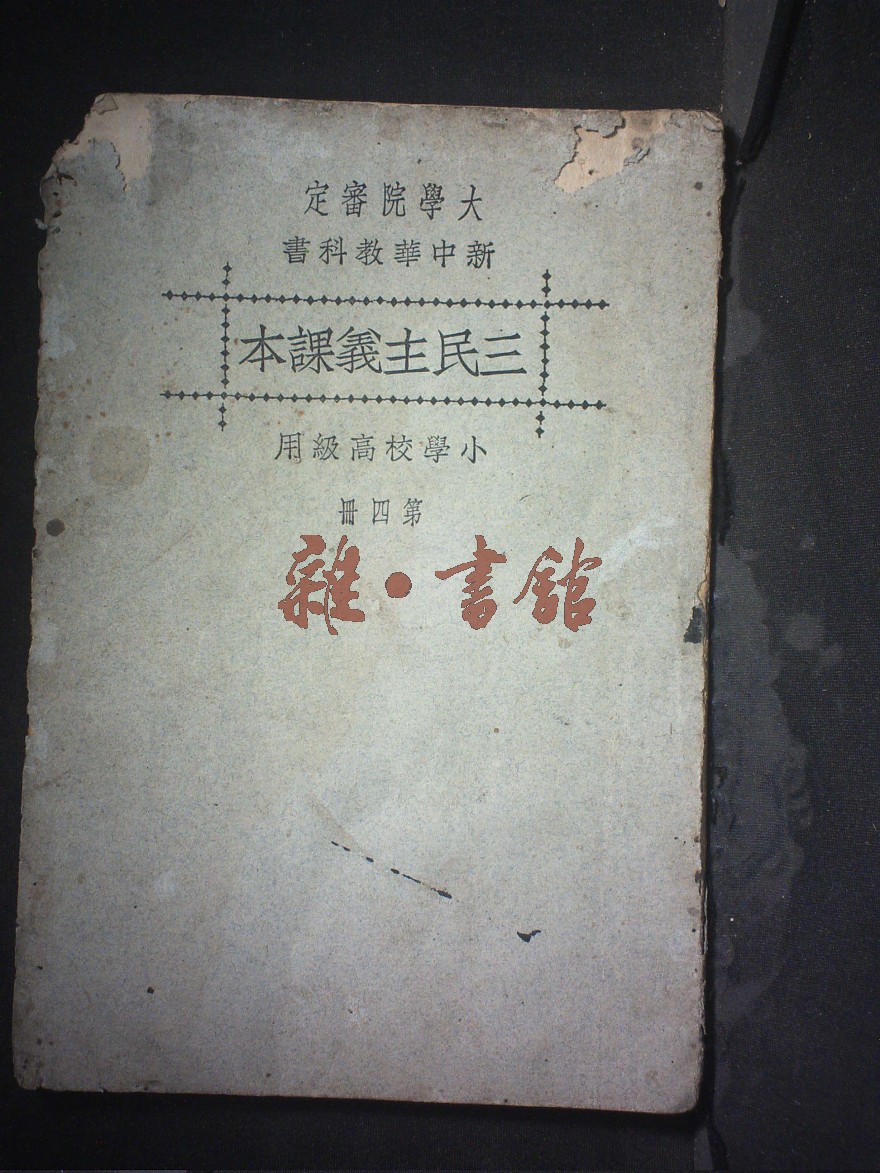 大學院審定
新中華教科書
三民主義課本
小學校高級用
第四冊
雜·書館